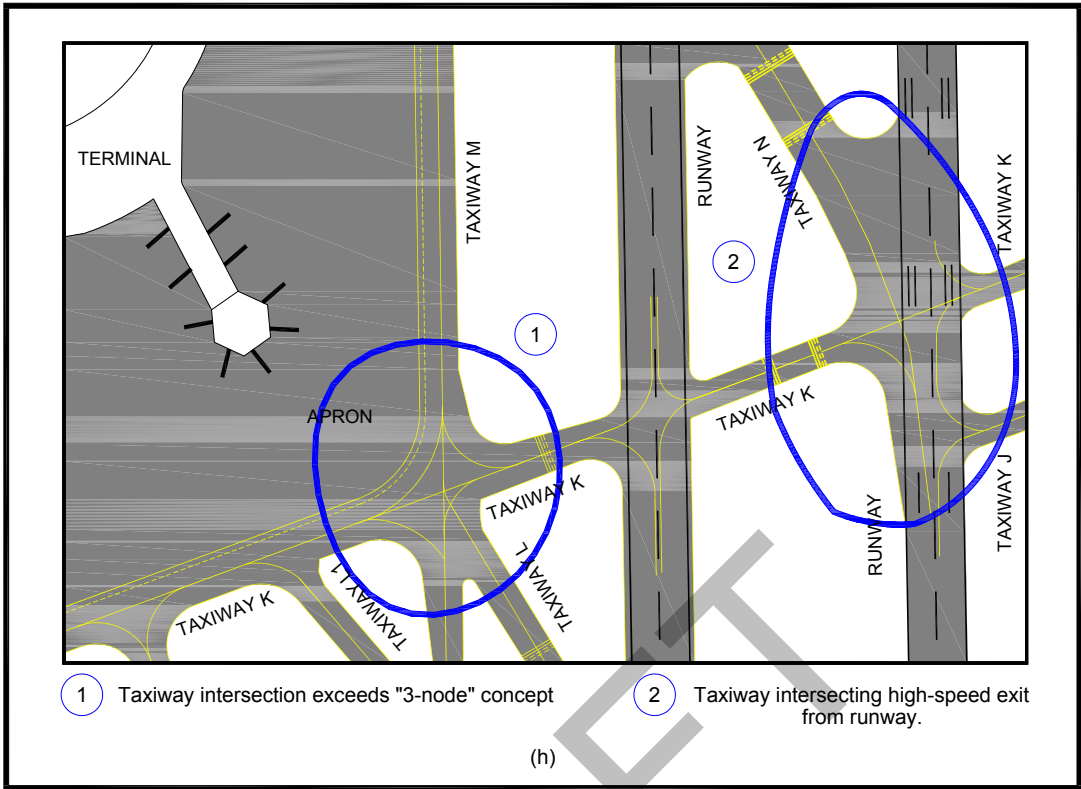 TERMINAL
TAXIWAY M
RUNWAY
TAXIWAY N
TAXIWAY K
2
1
APRON
TAXIWAY K
TAXIWAY K
TAXIWAY L
TAXIWAY L1
TAXIWAY K
RUNWAY
TAXIWAY J
1 Taxiway intersection exceeds "3-node" concept
2 Taxiway intersecting high-speed exit
from runway.
(h)